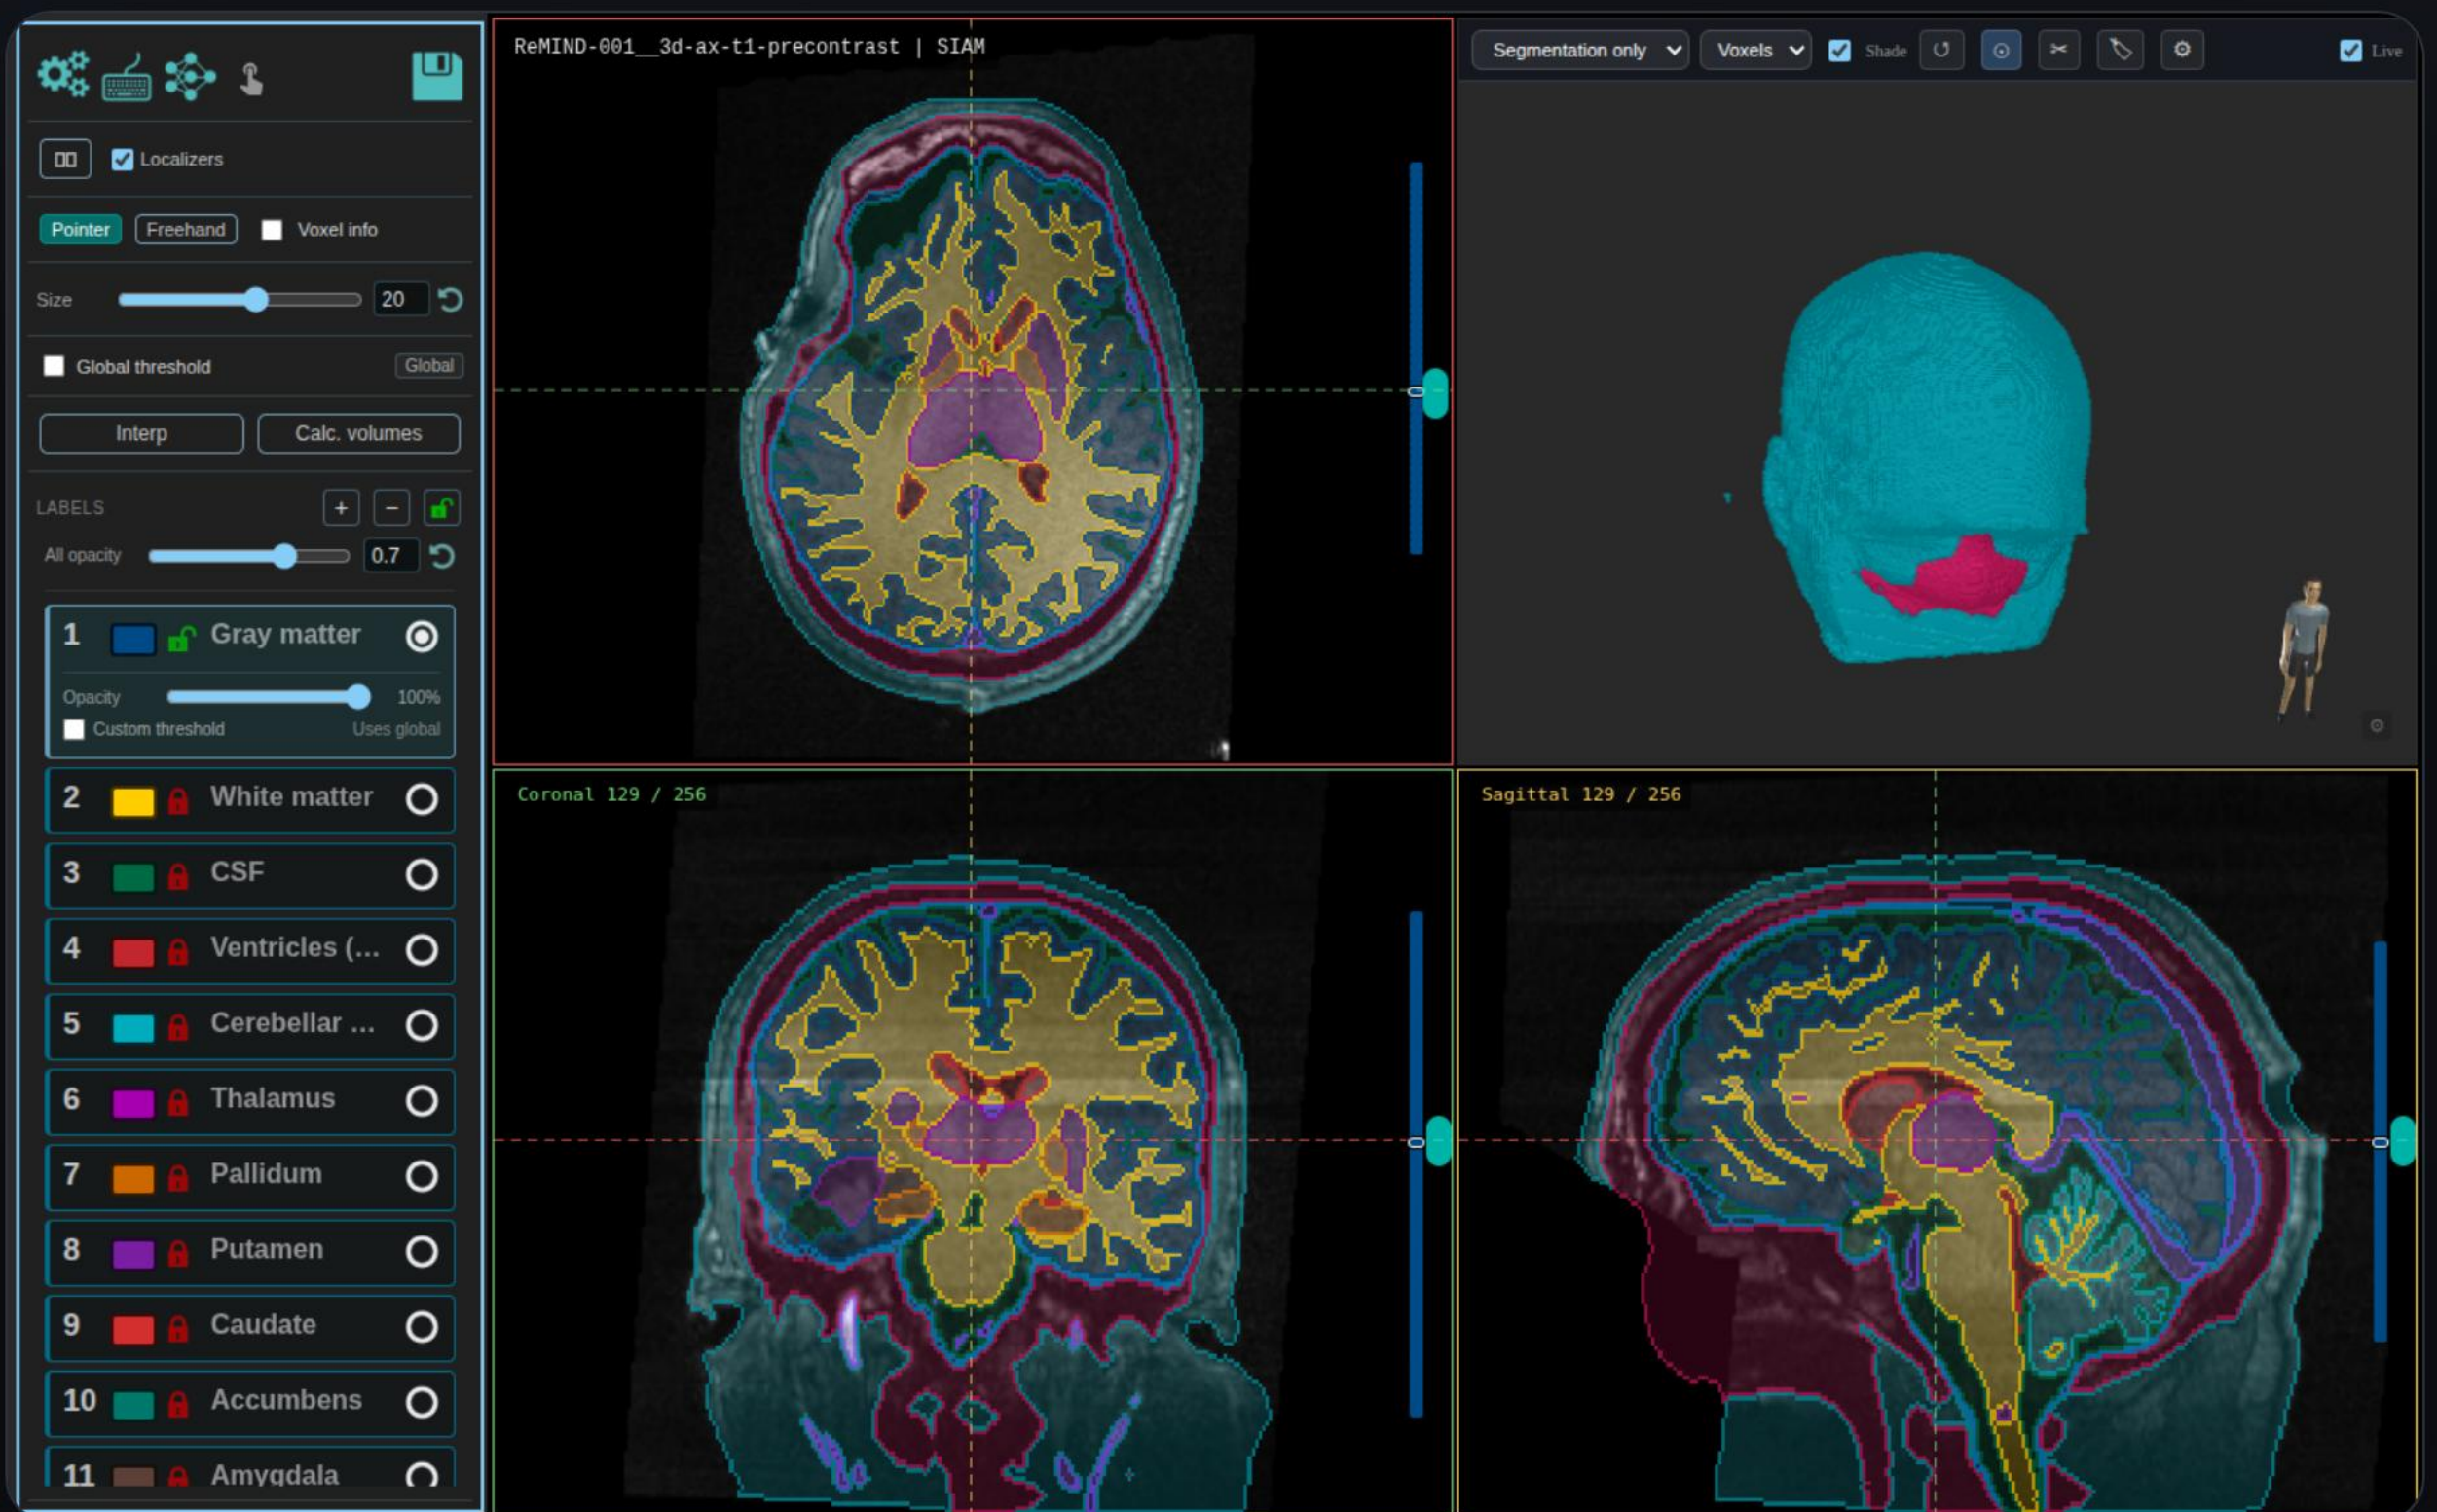 Localizers
Pointer Freehand Voxel info
Size 20
Global threshold Global
Interp Calc. volumes
LABELS + −
All opacity 0.7
1 Gray matter
Opacity 100%
Custom threshold Uses global
2 White matter
3 CSF
4 Ventricles (...
5 Cerebellar ...
6 Thalamus
7 Pallidum
8 Putamen
9 Caudate
10 Accumbens
11 Amygdala
ReMIND-001__3d-ax-t1-precontrast | SIAM
0
Segmentation only Voxels Shade Live
Coronal 129 / 256
0
Sagittal 129 / 256
0